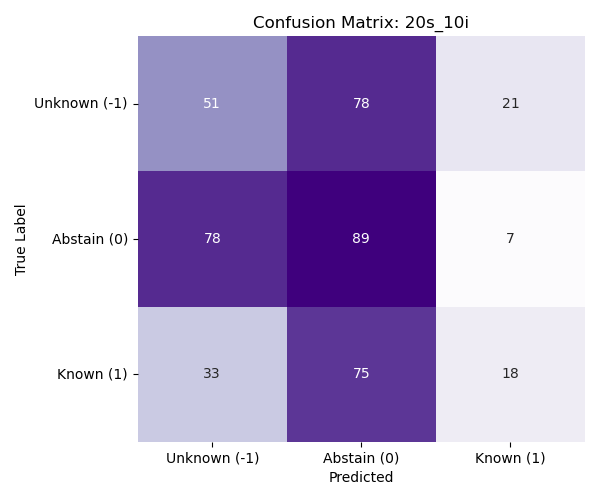 Confusion Matrix: 20s_10i
True Label
Unknown (-1) 51 78 21
Abstain (0) 78 89 7
Known (1) 33 75 18
Unknown (-1) Abstain (0) Known (1)
Predicted